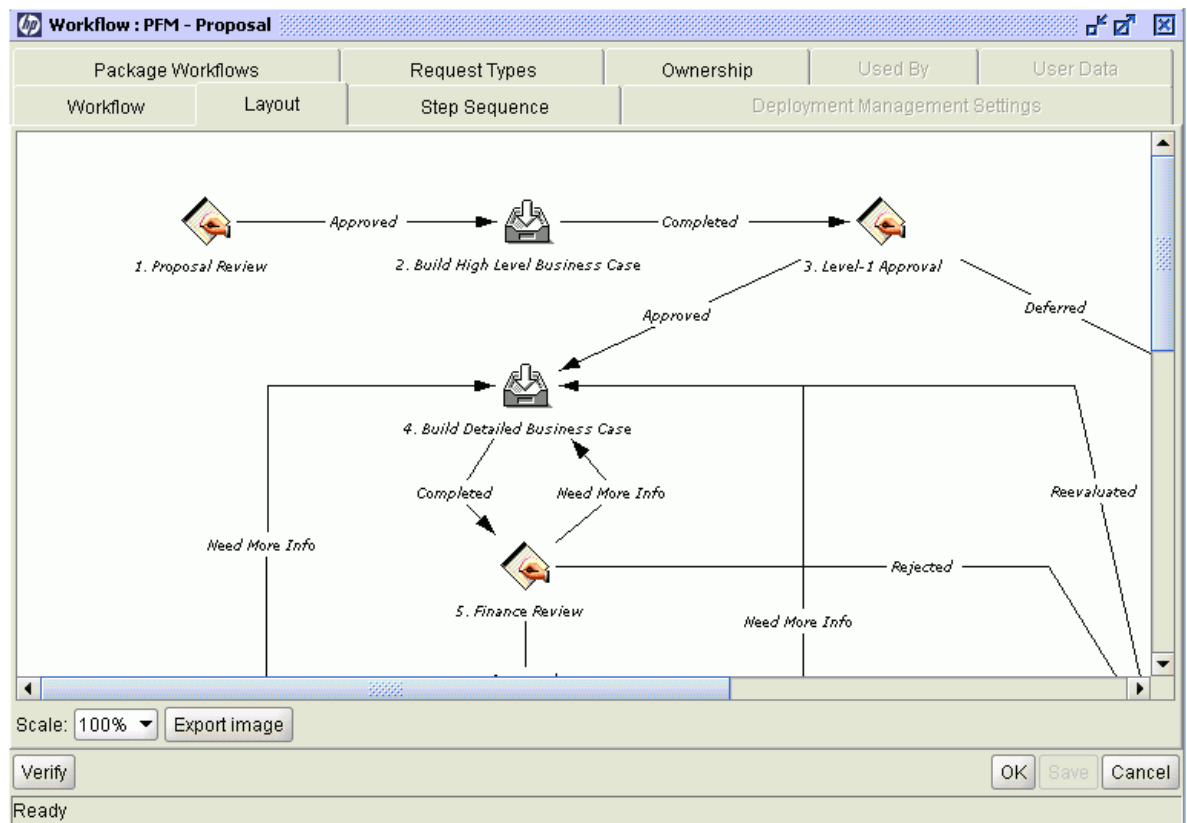 hp Workflow : PFM - Proposal
Package Workflows Request Types Ownership Used By User Data
Workflow Layout Step Sequence Deployment Management Settings
Approved Completed
1. Proposal Review 2. Build High Level Business Case 3. Level-1 Approval
Deferred
Approved
4. Build Detailed Business Case
Completed Need More Info Reevaluated
Need More Info
Rejected
5. Finance Review
Need More Info
Scale: 100% Export image
Verify OK Save Cancel
Ready